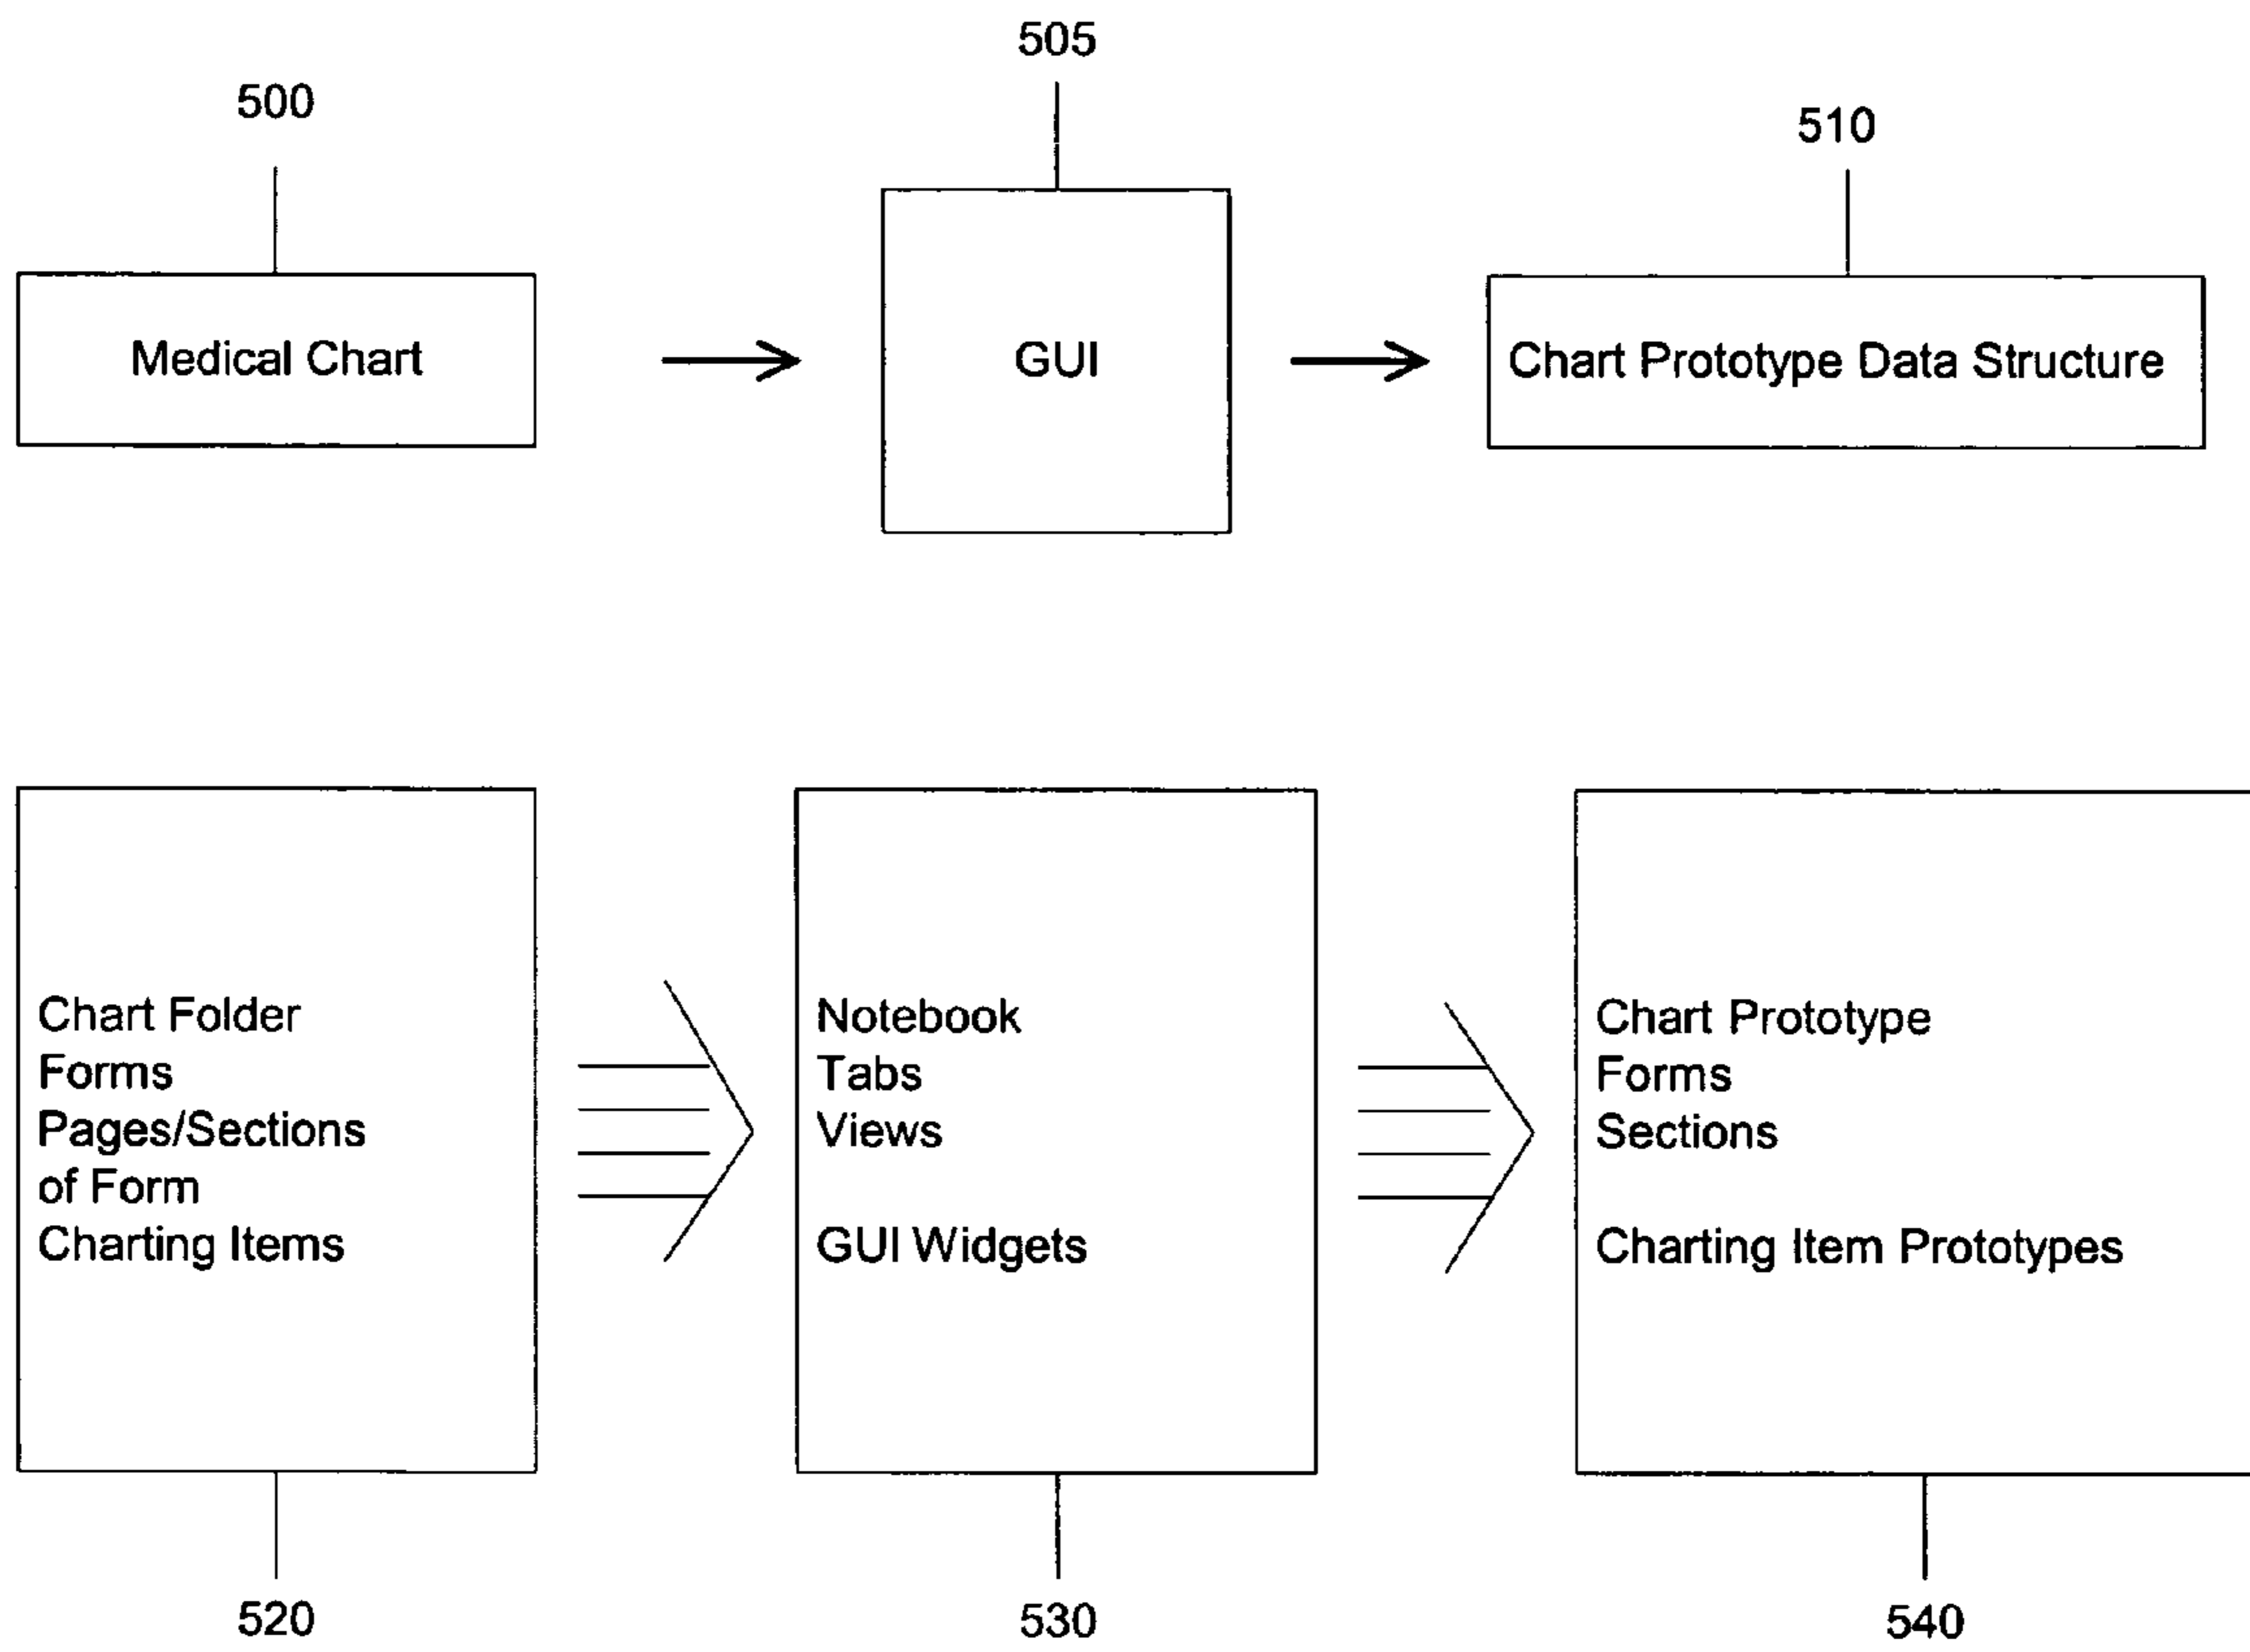 505
500
510
Medical Chart
GUI
Chart Prototype Data Structure
Chart Folder
Forms
Pages/Sections
of Form
Charting Items
Notebook
Tabs
Views
GUI Widgets
Chart Prototype
Forms
Sections
Charting Item Prototypes
520
530
540